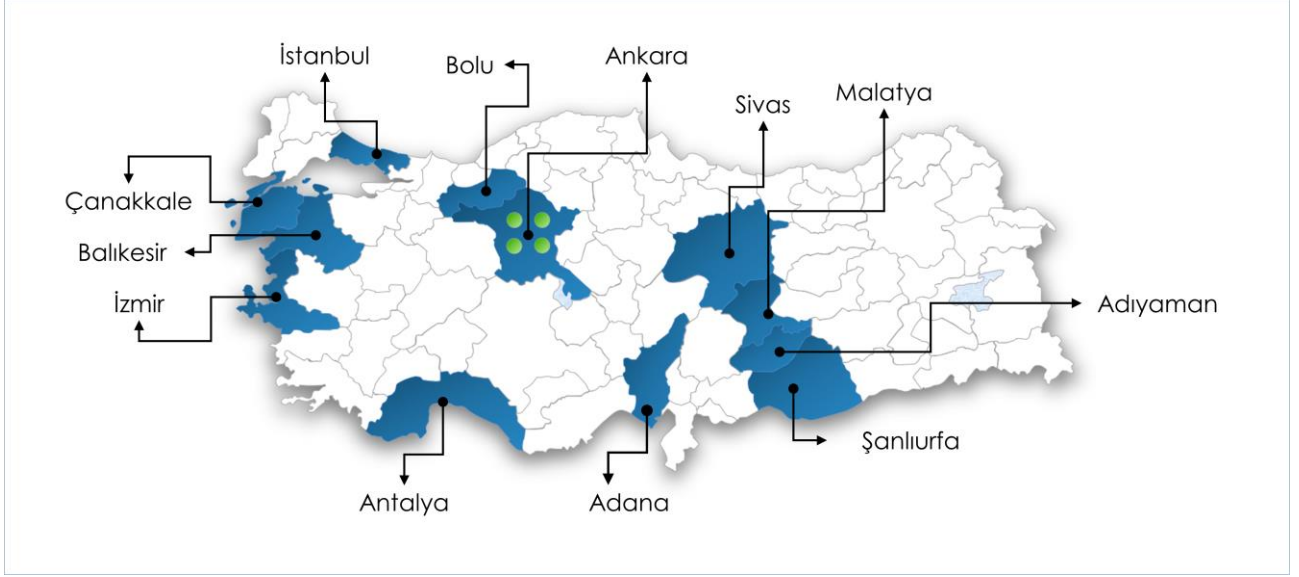 İstanbul
Bolu
Ankara
Sivas
Malatya
Çanakkale
Balıkesir
İzmir
Adıyaman
Şanlıurfa
Antalya
Adana